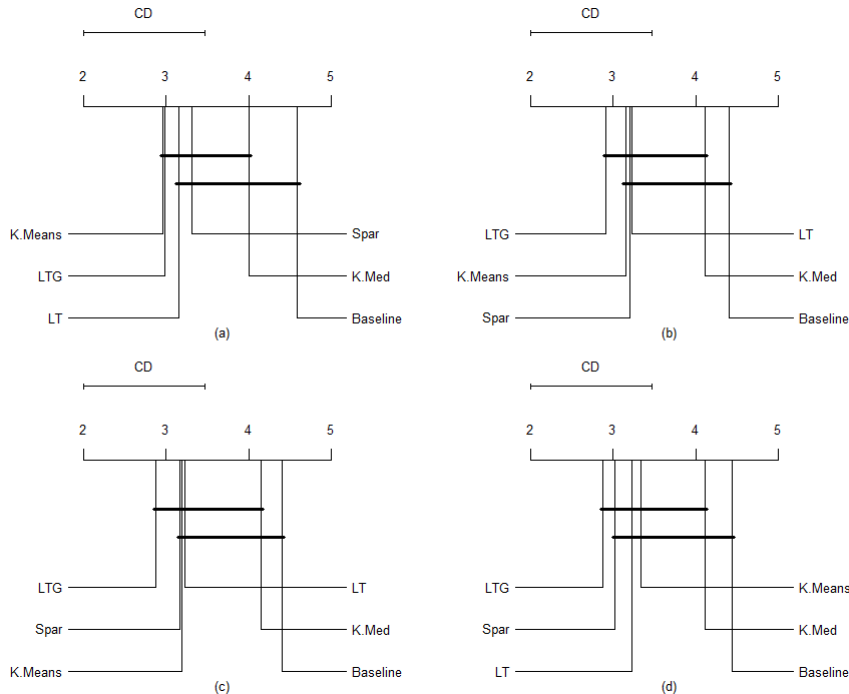 CD
2 3 4 5
K.Means Spar
LTG K.Med
LT Baseline
(a)
CD
2 3 4 5
LTG LT
K.Means K.Med
Spar Baseline
(b)
CD
2 3 4 5
LTG LT
Spar K.Med
K.Means Baseline
(c)
CD
2 3 4 5
LTG K.Means
Spar K.Med
LT Baseline
(d)